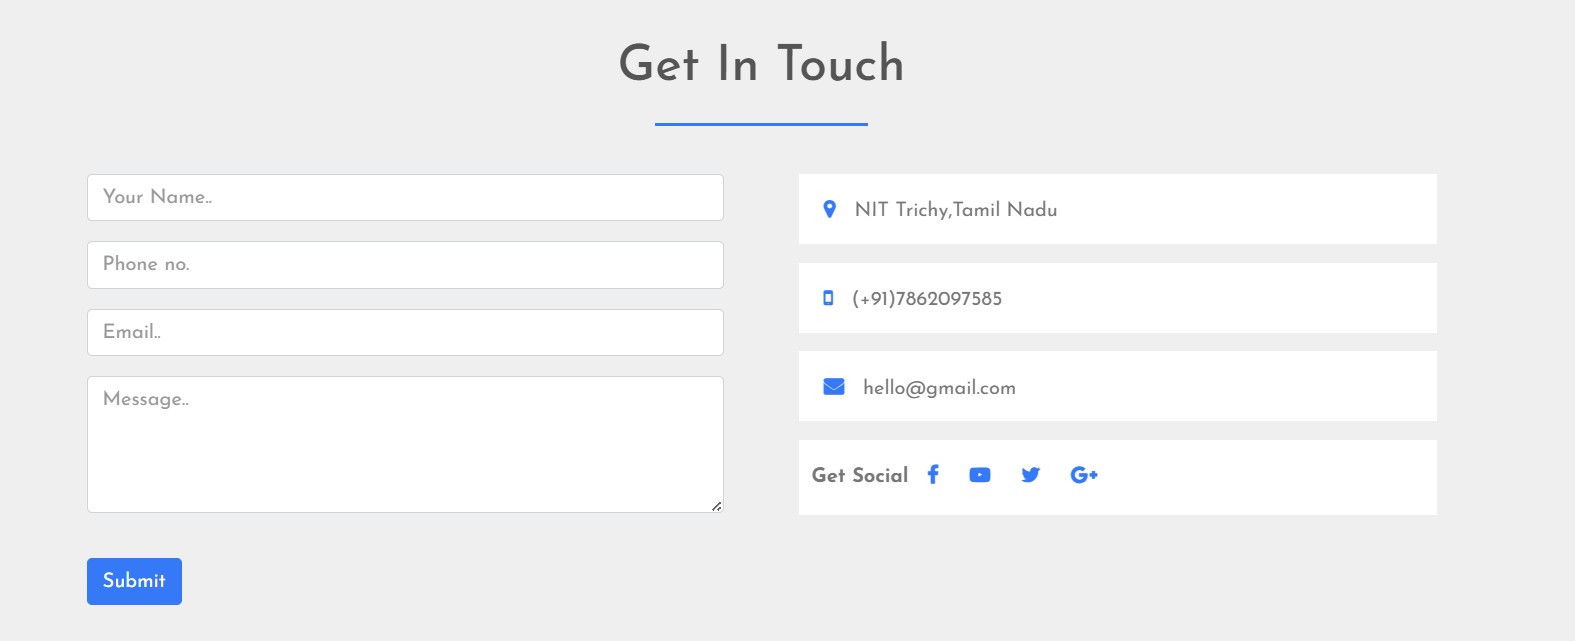 Get In Touch
Your Name..
Phone no.
Email..
Message..
Submit
NIT Trichy,Tamil Nadu
(+91)7862097585
hello@gmail.com
Get Social